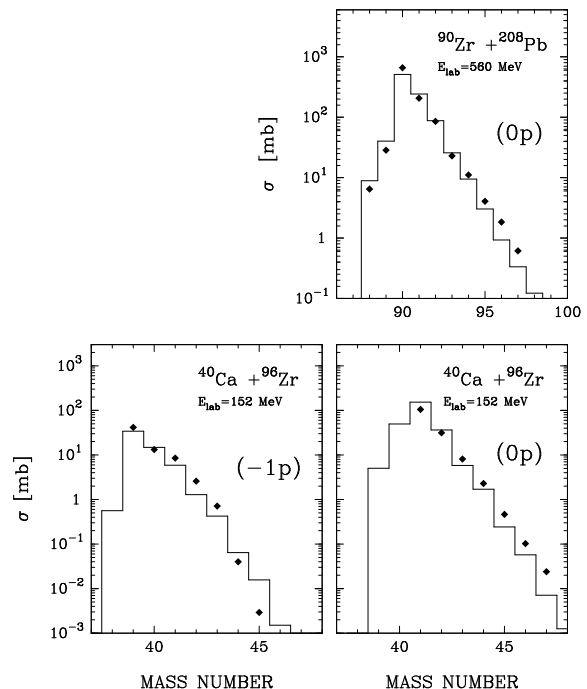 ⁹⁰Zr +²⁰⁸Pb
E_lab=560 MeV
(0p)
σ [mb]
10³
10²
10¹
1
10⁻¹
90 95 100
⁴⁰Ca +⁹⁶Zr
E_lab=152 MeV
(−1p)
σ [mb]
10³
10²
10¹
1
10⁻¹
10⁻²
10⁻³
40 45
MASS NUMBER
⁴⁰Ca +⁹⁶Zr
E_lab=152 MeV
(0p)
40 45
MASS NUMBER